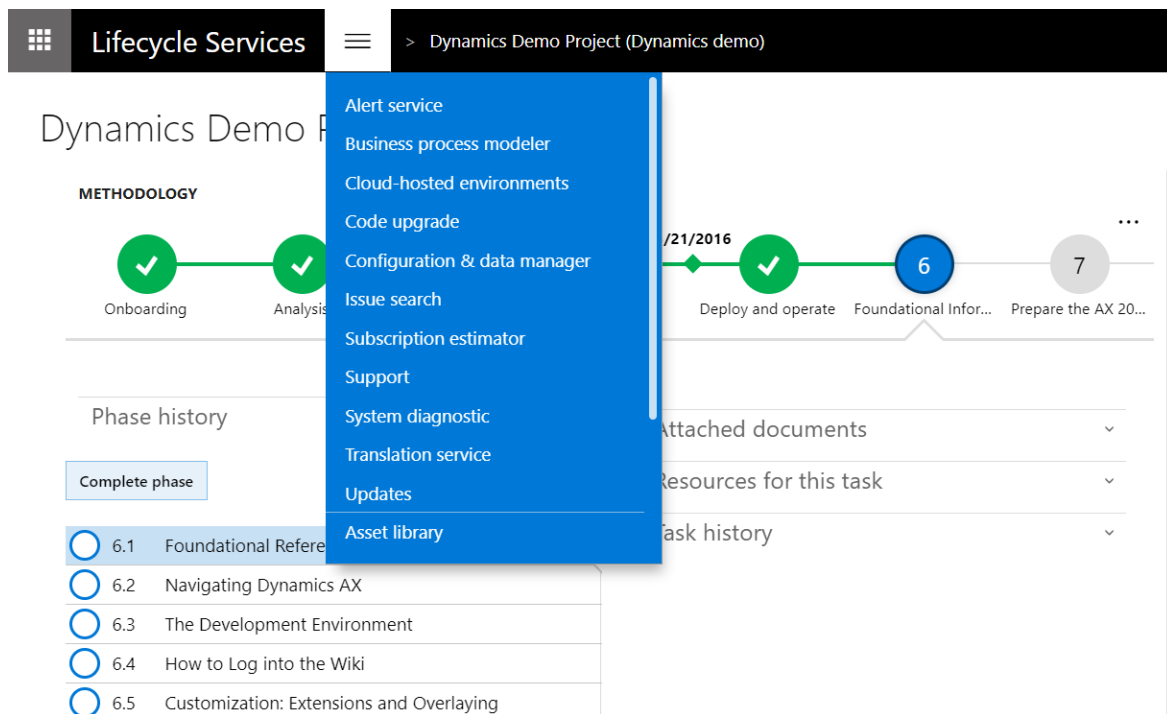 Lifecycle Services
> Dynamics Demo Project (Dynamics demo)
Dynamics Demo
METHODOLOGY
Alert service
Business process modeler
Cloud-hosted environments
Code upgrade
Configuration & data manager
Issue search
Subscription estimator
Support
System diagnostic
Translation service
Updates
Asset library
...
/21/2016
6
7
Onboarding
Analysis
Deploy and operate
Foundational Infor...
Prepare the AX 20...
Phase history
Complete phase
6.1 Foundational Refere
6.2 Navigating Dynamics AX
6.3 The Development Environment
6.4 How to Log into the Wiki
6.5 Customization: Extensions and Overlaying
Attached documents
Resources for this task
Task history